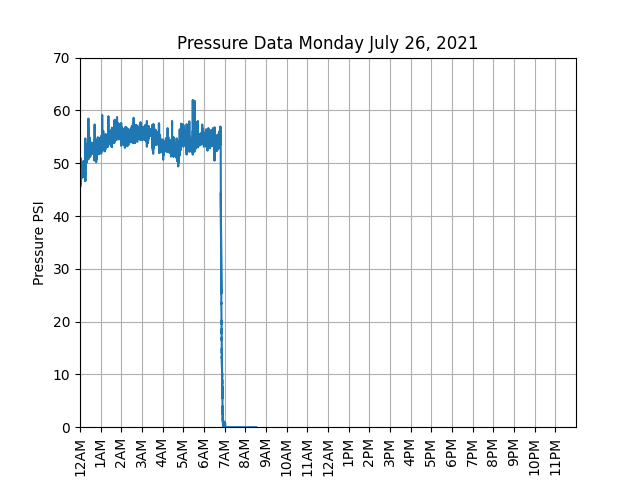 Pressure Data Monday July 26, 2021
70
60
50
40
30
20
10
0
Pressure PSI
12AM
1AM
2AM
3AM
4AM
5AM
6AM
7AM
8AM
9AM
10AM
11AM
12AM
1PM
2PM
3PM
4PM
5PM
6PM
7PM
8PM
9PM
10PM
11PM